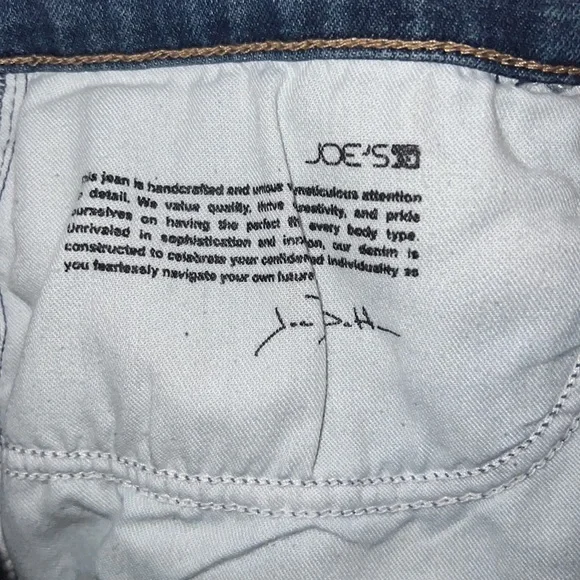 JOE'S
is jean is handcrafted and unique meticulous attention
detail. We value quality, thrive creativity, and pride
ourselves on having the perfect fit every body type.
Unrivaled in sophistication and our denim is
constructed to celebrate your confidence individuality as
you fearlessly navigate your own future